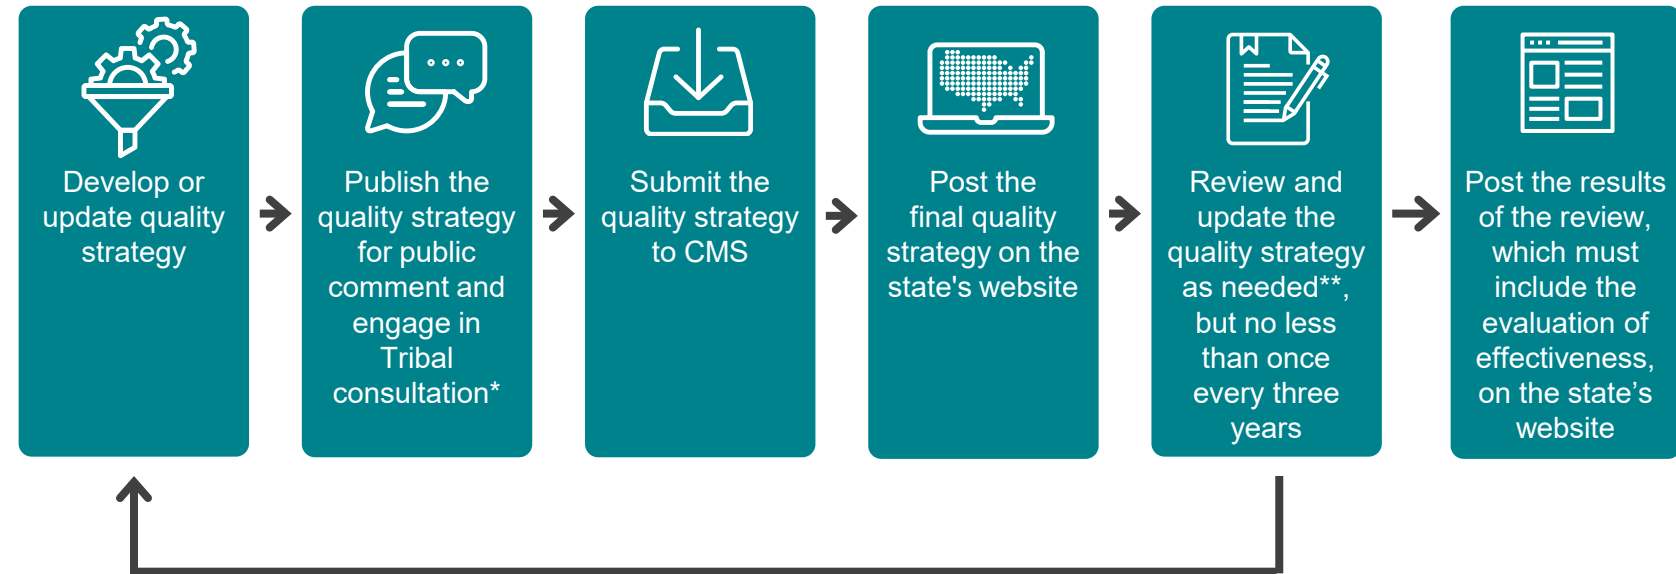 Develop or
update quality
strategy
Publish the
quality strategy
for public
comment and
engage in
Tribal
consultation*
Submit the
quality strategy
to CMS
Post the
final quality
strategy on the
state's website
Review and
update the
quality strategy
as needed**,
but no less
than once
every three
years
Post the results
of the review,
which must
include the
evaluation of
effectiveness,
on the state’s
website